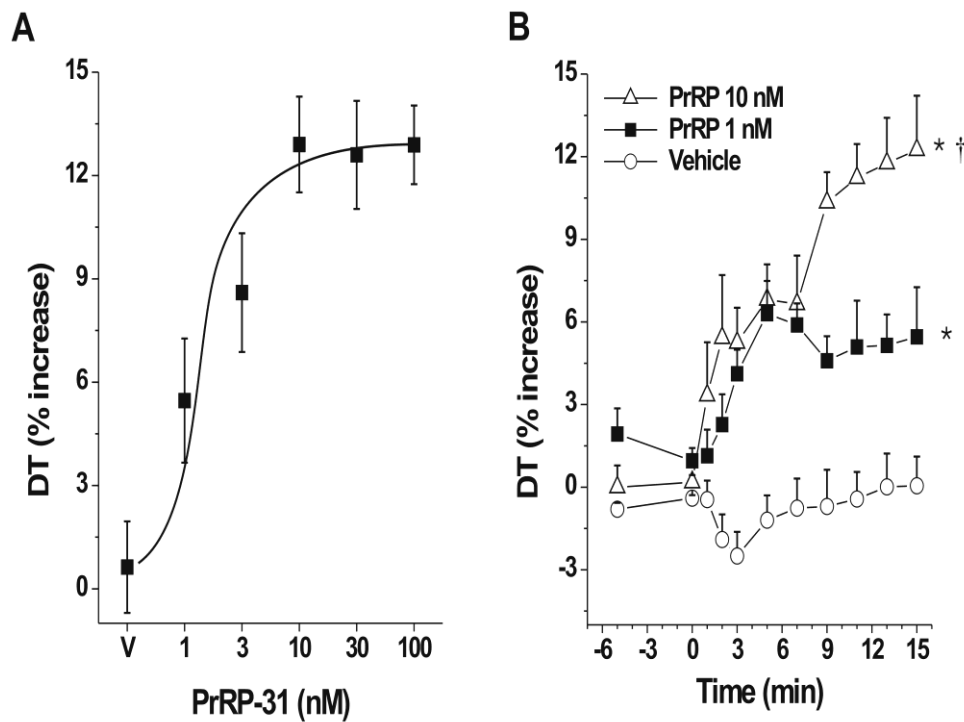 A
DT (% increase)
15
12
9
6
3
0
V 1 3 10 30 100
PrRP-31 (nM)
B
DT (% increase)
15
12
9
6
3
0
-3
PrRP 10 nM
PrRP 1 nM
Vehicle
* †
*
-6 -3 0 3 6 9 12 15
Time (min)